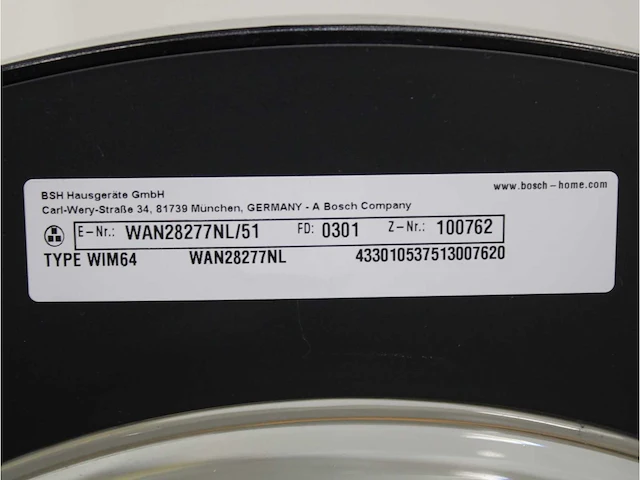 BSH Hausgeräte GmbH
www.bosch-home.com
Carl-Wery-Straße 34, 81739 München, GERMANY - A Bosch Company
E-Nr.: WAN28277NL/51 FD: 0301 Z-Nr.: 100762
TYPE WIM64 WAN28277NL 433010537513007620